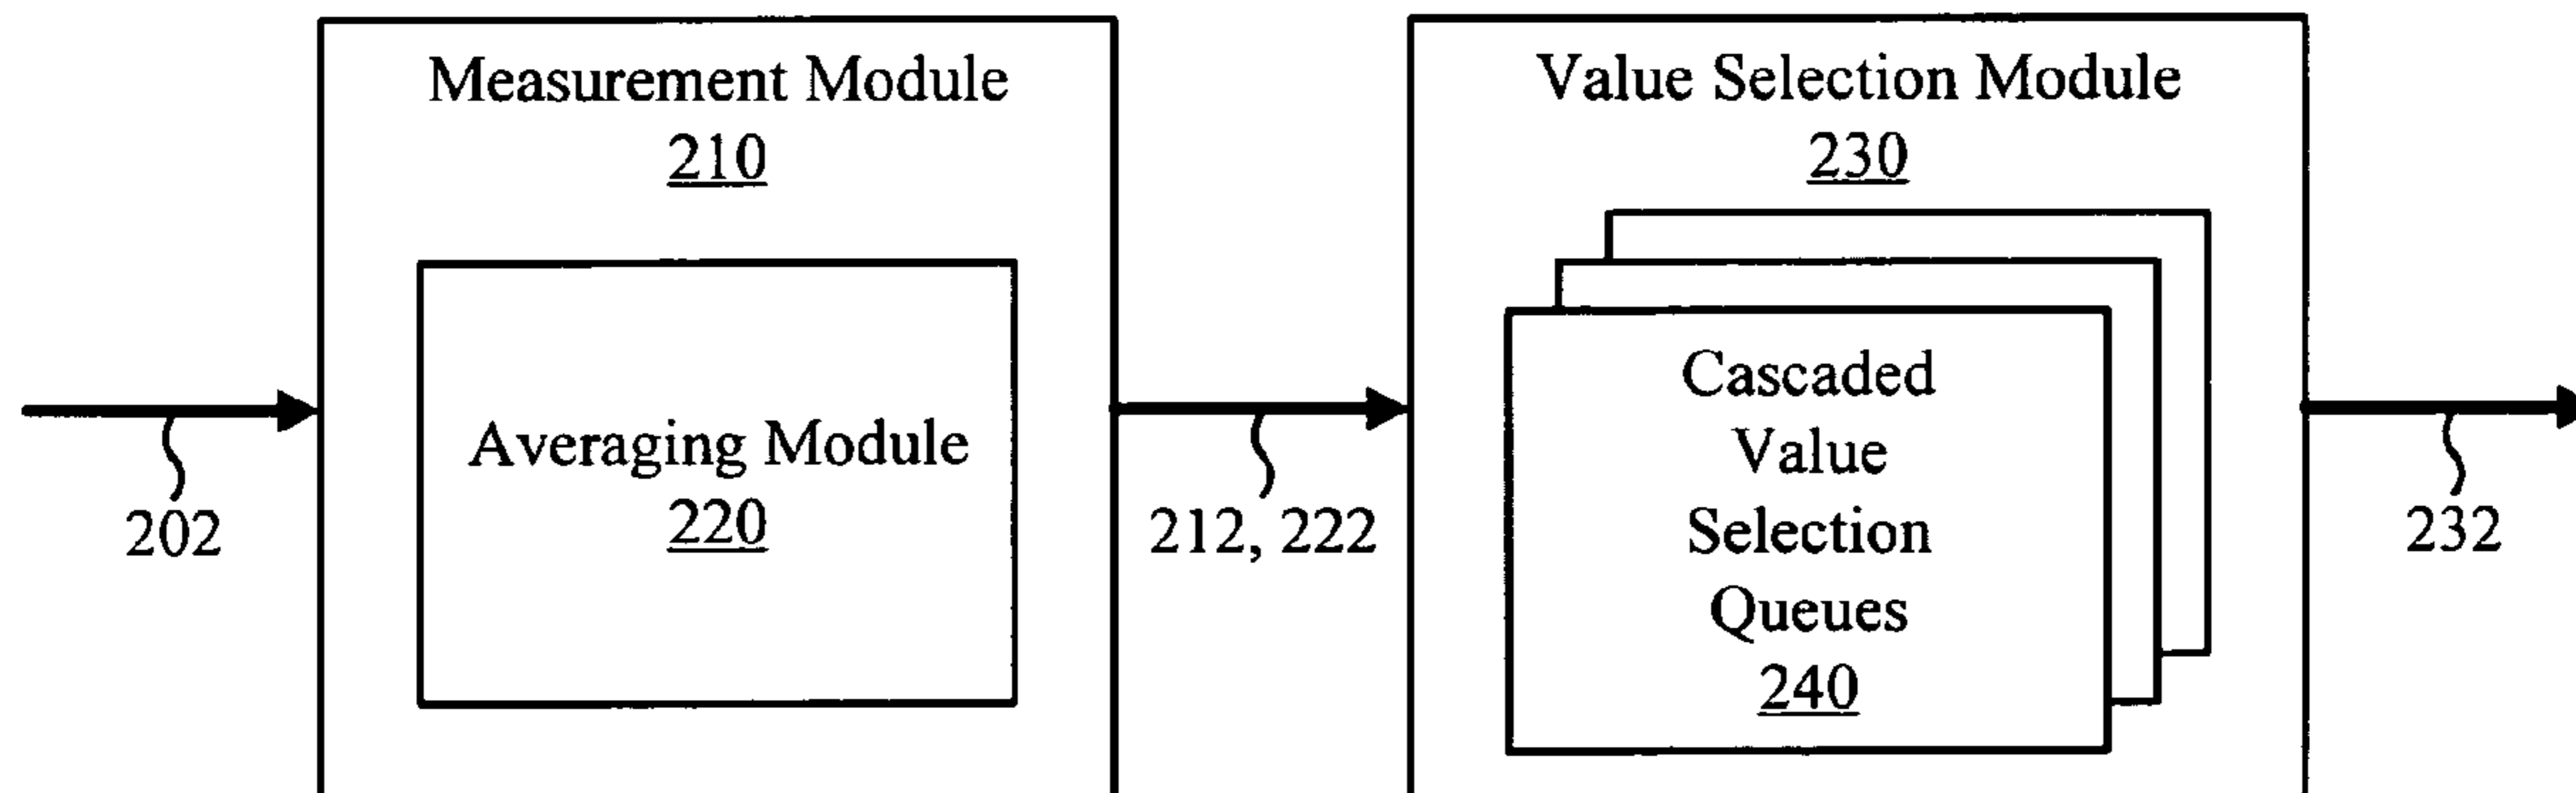 Measurement Module
210
Averaging Module
220
202
212, 222
Value Selection Module
230
Cascaded
Value
Selection
Queues
240
232